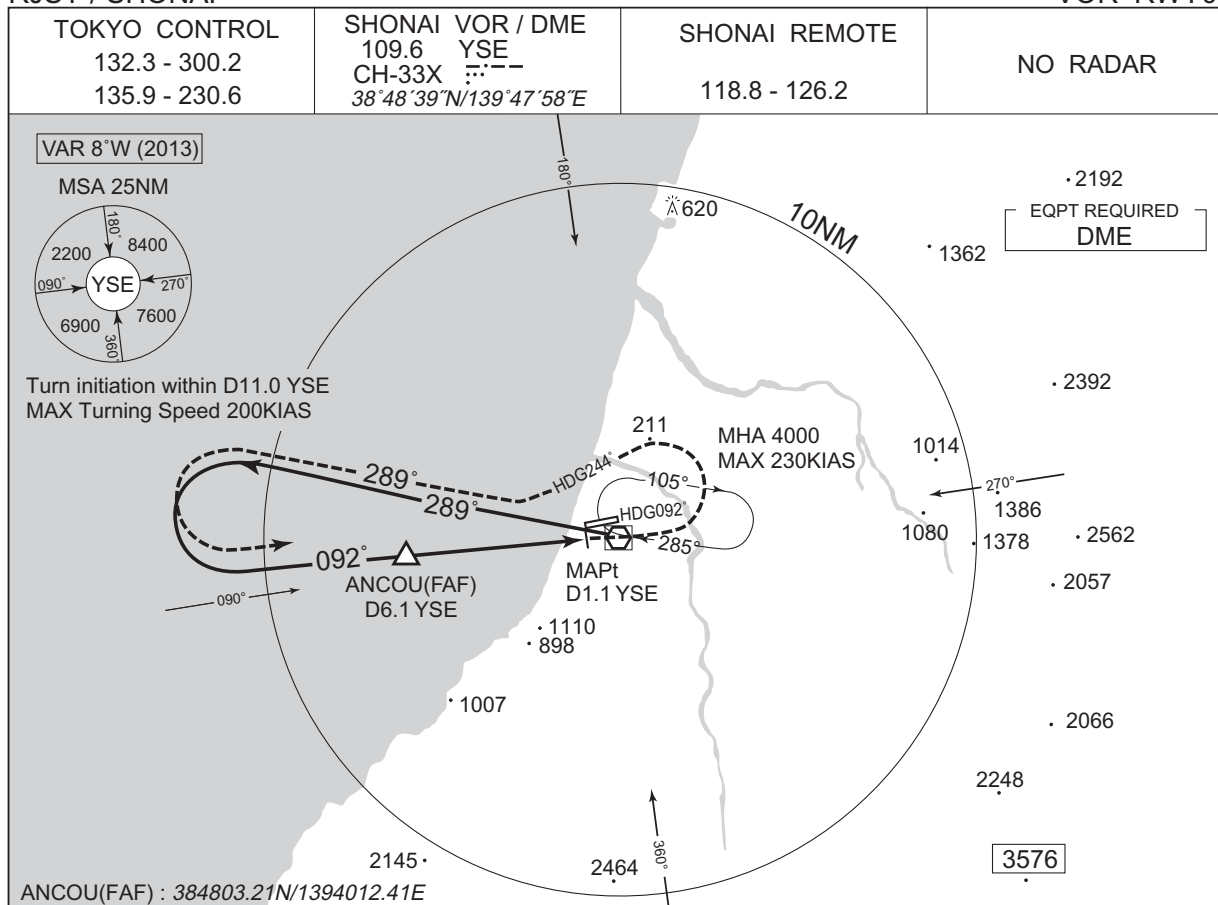 TOKYO CONTROL
132.3 - 300.2
135.9 - 230.6
SHONAI VOR / DME
109.6 YSE
CH-33X
38°48´39˝N/139°47´58˝E
SHONAI REMOTE
118.8 - 126.2
NO RADAR
VAR 8°W (2013)
MSA 25NM
180°
2200
8400
090°
YSE
270°
6900
7600
360°
Turn initiation within D11.0 YSE
MAX Turning Speed 200KIAS
180°
620
10NM
2192
EQPT REQUIRED
DME
1362
2392
211
MHA 4000
MAX 230KIAS
1014
289°
HDG244°
105°
270°
289°
HDG092°
1386
1080
285°
1378
2562
092°
ANCOU(FAF)
D6.1 YSE
MAPt
D1.1 YSE
2057
090°
1110
898
1007
2066
2248
360°
2145
2464
3576
ANCOU(FAF) : 384803.21N/1394012.41E